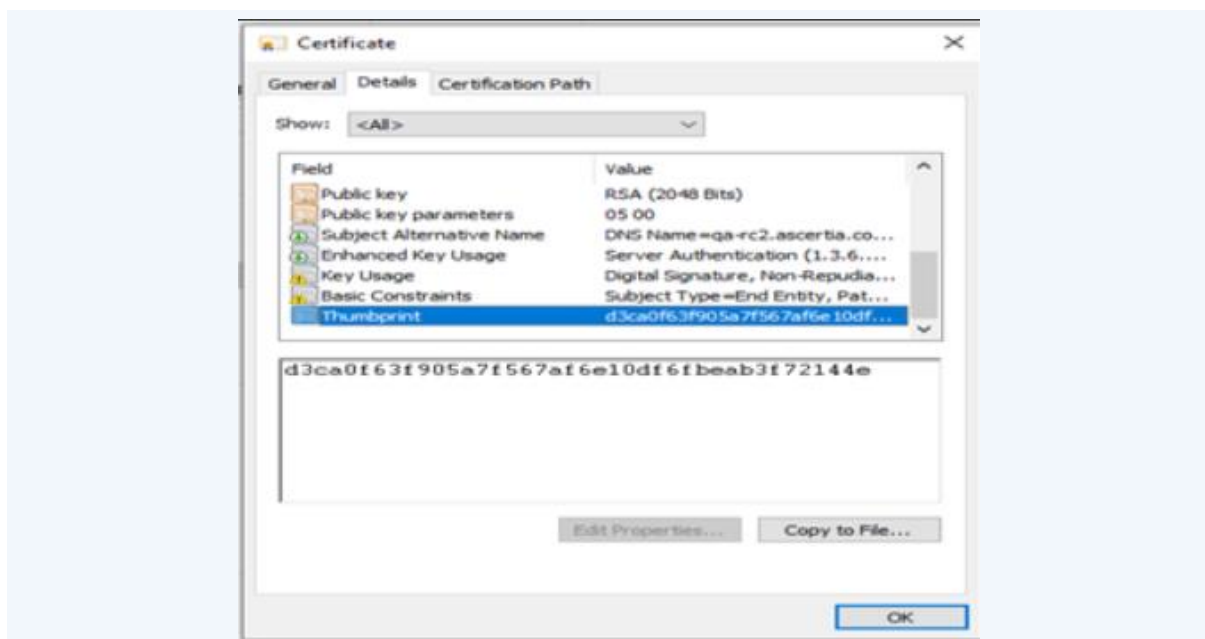 Certificate
General Details Certification Path
Show: <All>
Field Value
Public key RSA (2048 Bits)
Public key parameters 05 00
Subject Alternative Name DNS Name=qa-rc2.ascertia.co...
Enhanced Key Usage Server Authentication (1.3.6....
Key Usage Digital Signature, Non-Repudia...
Basic Constraints Subject Type=End Entity, Pat...
Thumbprint d3ca0f63f905a7f567af6e10df...
d3ca0f63f905a7f567af6e10df6fbeab3f72144e
Edit Properties... Copy to File...
OK